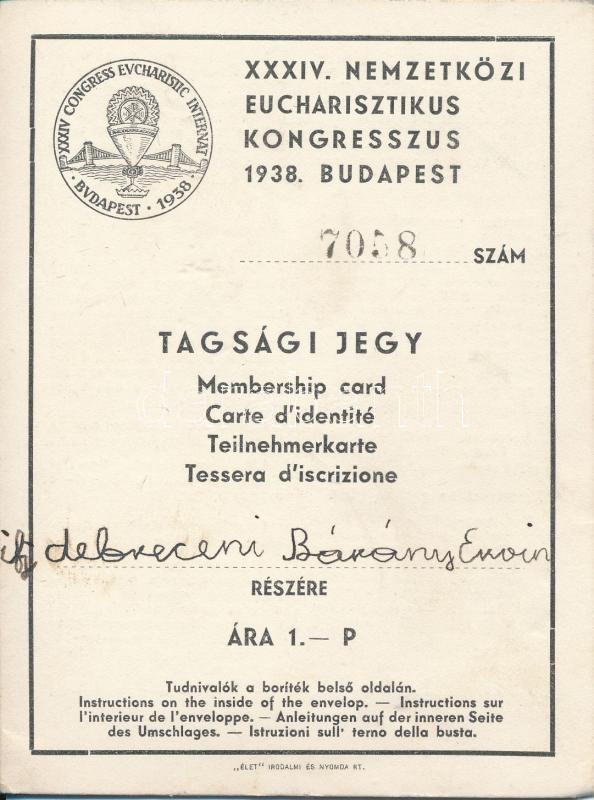 XXXIV CONGRESS EVCHARISTIC INTERNAT
· BVDAPEST · 1938 ·
XXXIV. NEMZETKÖZI
EUCHARISZTIKUS
KONGRESSZUS
1938. BUDAPEST
7058 SZÁM
TAGSÁGI JEGY
Membership card
Carte d'identité
Teilnehmerkarte
Tessera d'iscrizione
ifj debreceni Bárány Ervin
RÉSZÉRE
ÁRA 1.— P
Tudnivalók a boríték belső oldalán.
Instructions on the inside of the envelop. — Instructions sur
l'interieur de l'enveloppe. — Anleitungen auf der inneren Seite
des Umschlages. — Istruzioni sull' terno della busta.
„ÉLET" IRODALMI ÉS NYOMDA RT.